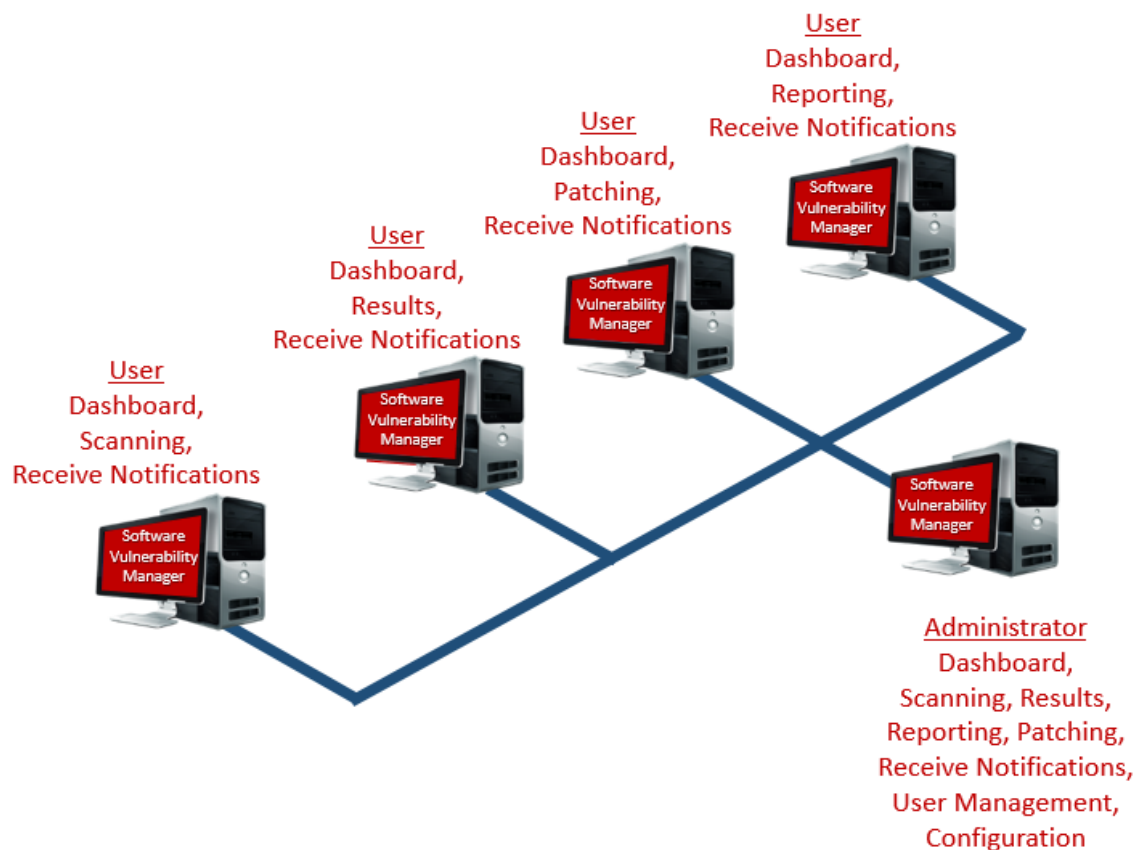 User
Dashboard,
Reporting,
Receive Notifications
Software
Vulnerability
Manager
User
Dashboard,
Patching,
Receive Notifications
Software
Vulnerability
Manager
User
Dashboard,
Results,
Receive Notifications
Software
Vulnerability
Manager
User
Dashboard,
Scanning,
Receive Notifications
Software
Vulnerability
Manager
Software
Vulnerability
Manager
Administrator
Dashboard,
Scanning, Results,
Reporting, Patching,
Receive Notifications,
User Management,
Configuration